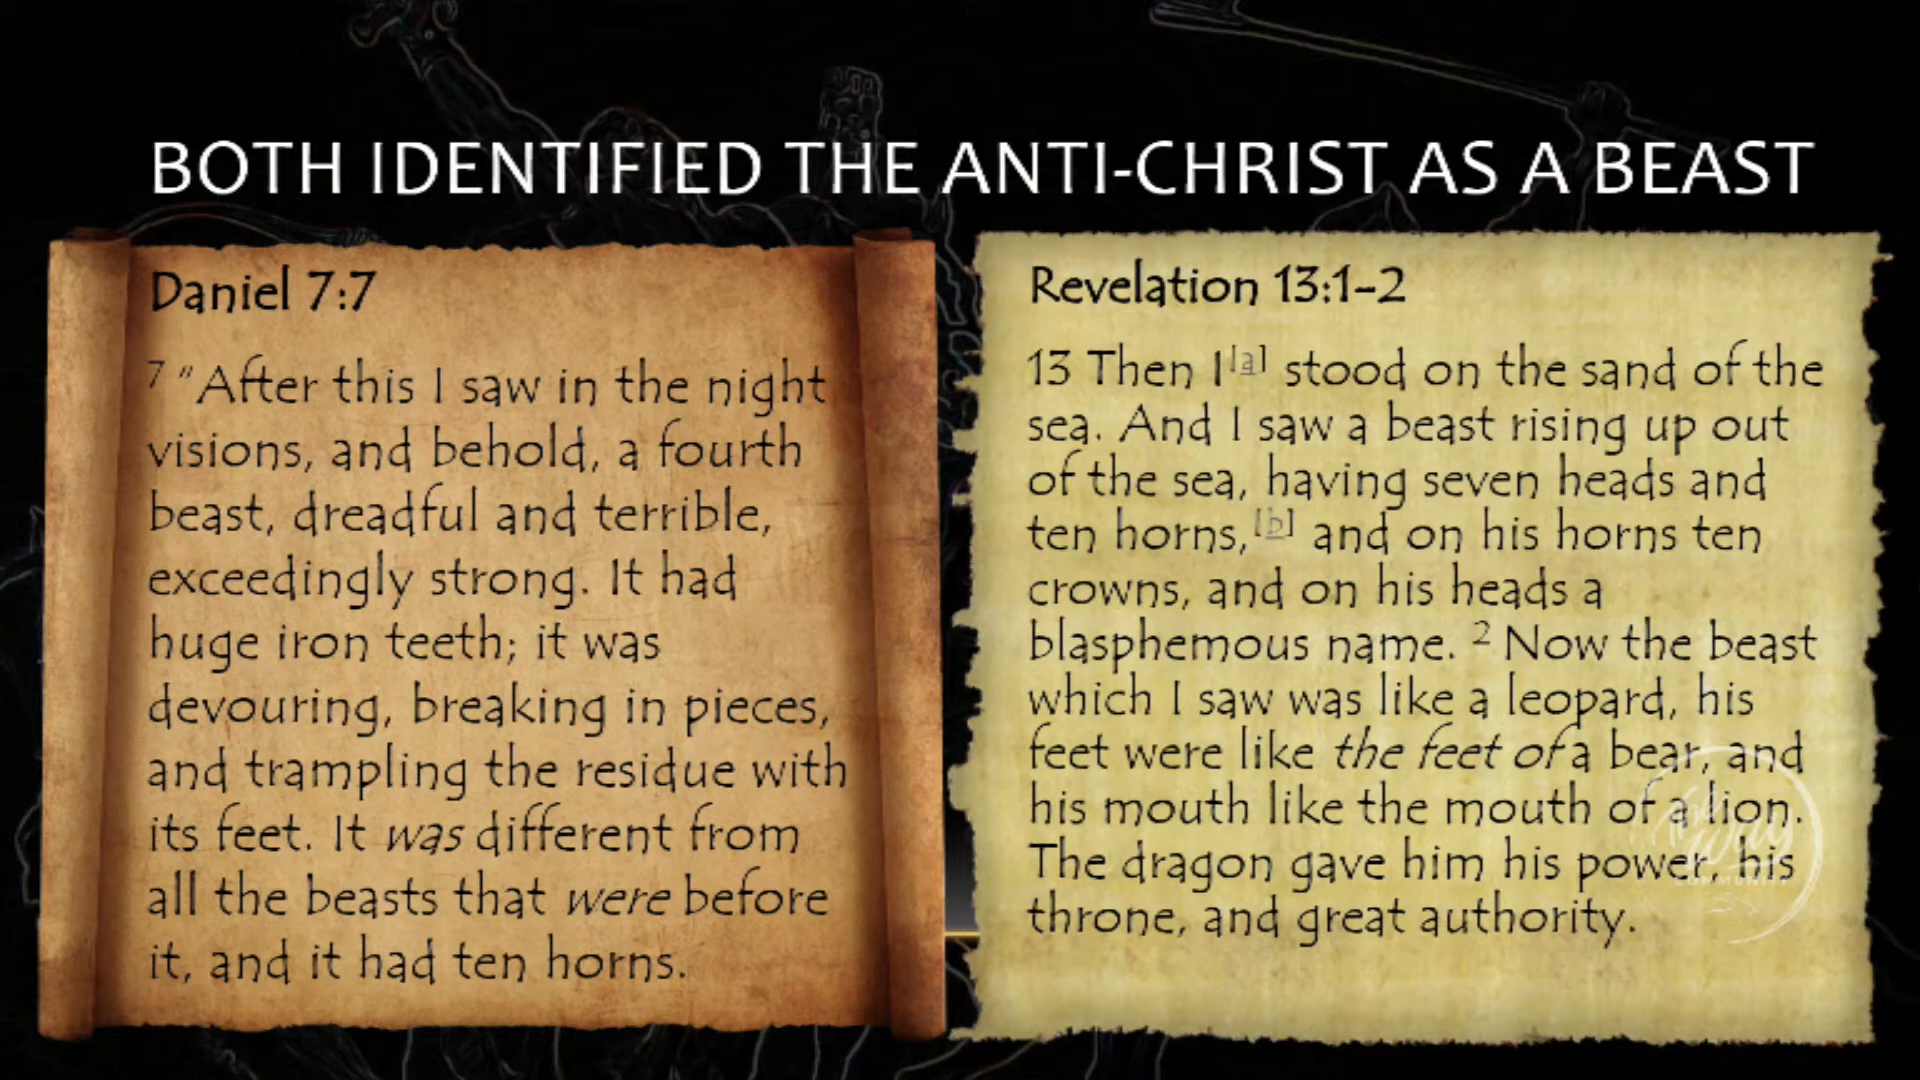 BOTH IDENTIFIED THE ANTI-CHRIST AS A BEAST
Daniel 7:7
7 "After this I saw in the night
visions, and behold, a fourth
beast, dreadful and terrible,
exceedingly strong. It had
huge iron teeth; it was
devouring, breaking in pieces,
and trampling the residue with
its feet. It was different from
all the beasts that were before
it, and it had ten horns.
Revelation 13:1-2
13 Then I[a] stood on the sand of the
sea. And I saw a beast rising up out
of the sea, having seven heads and
ten horns,[b] and on his horns ten
crowns, and on his heads a
blasphemous name. 2 Now the beast
which I saw was like a leopard, his
feet were like the feet of a bear, and
his mouth like the mouth of a lion.
The dragon gave him his power, his
throne, and great authority.
the
Way
COMMUNITY